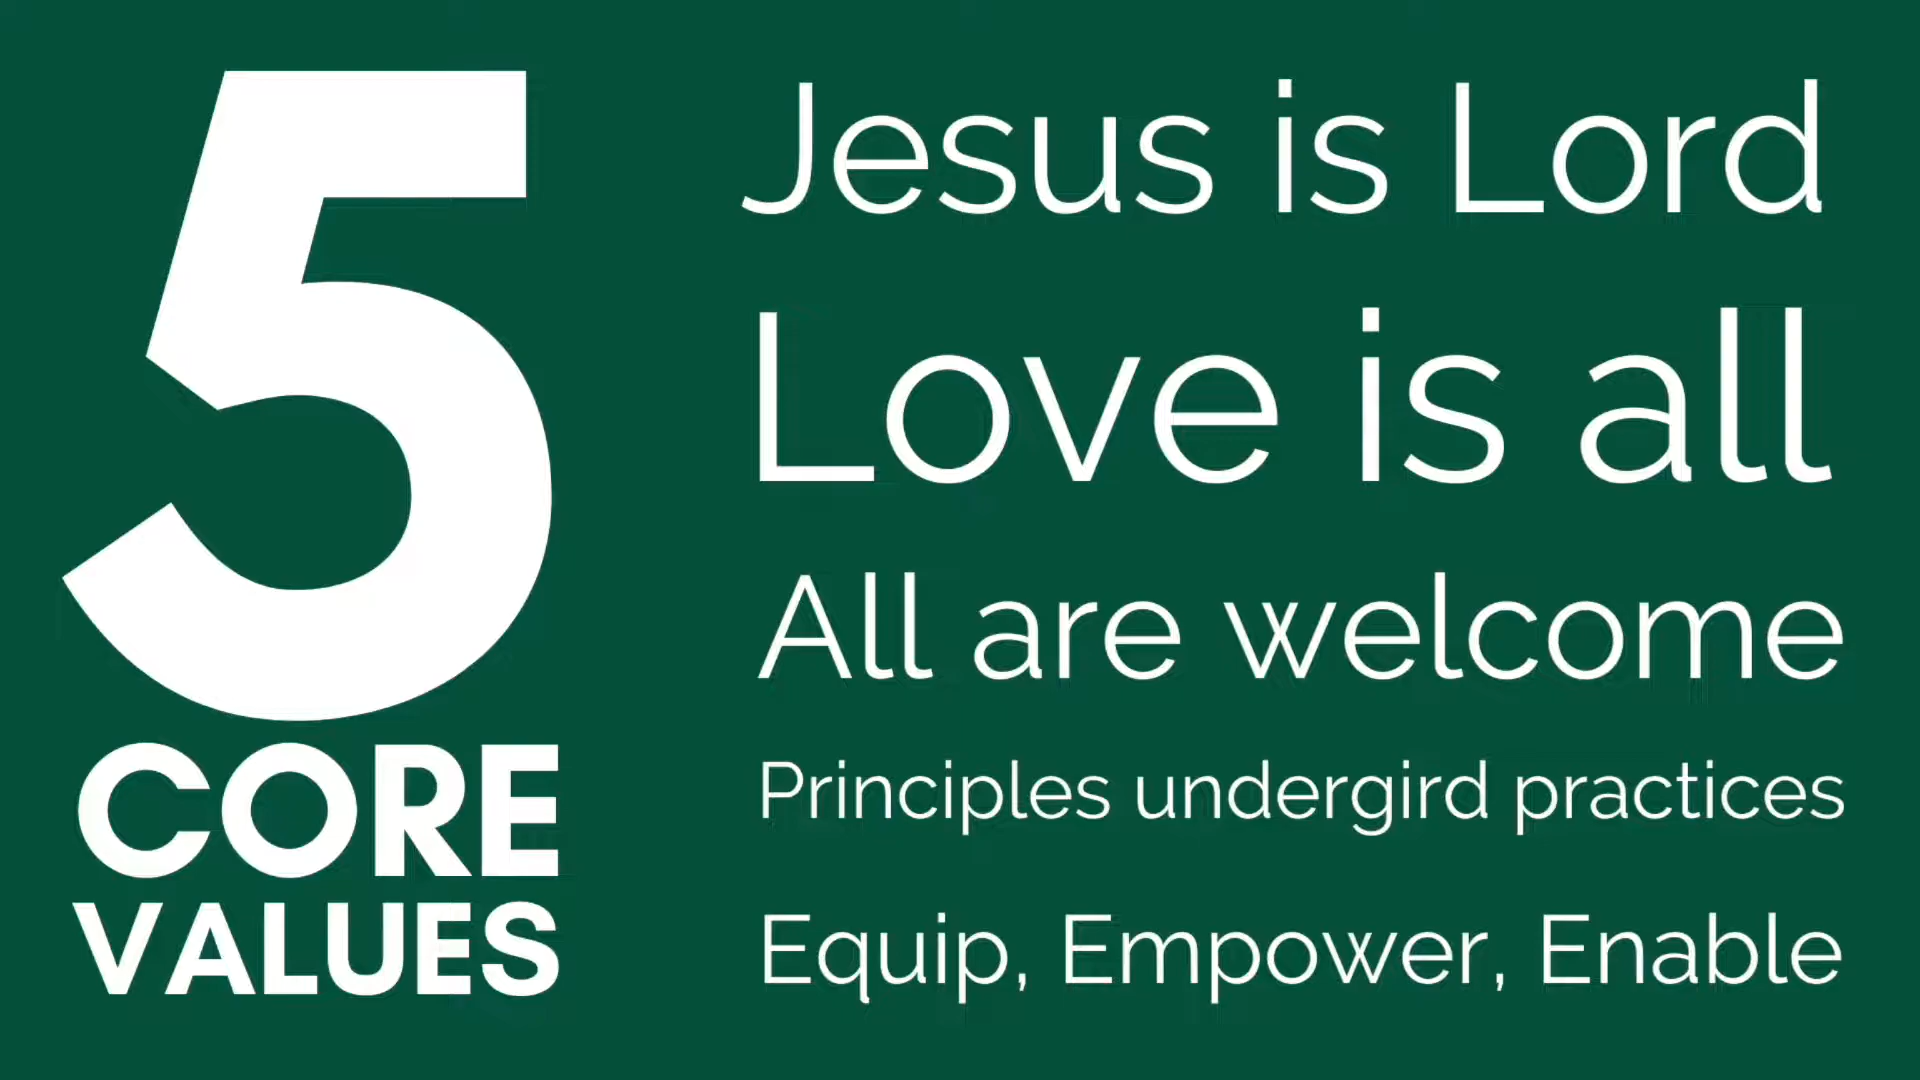 5
CORE
VALUES
Jesus is Lord
Love is all
All are welcome
Principles undergird practices
Equip, Empower, Enable